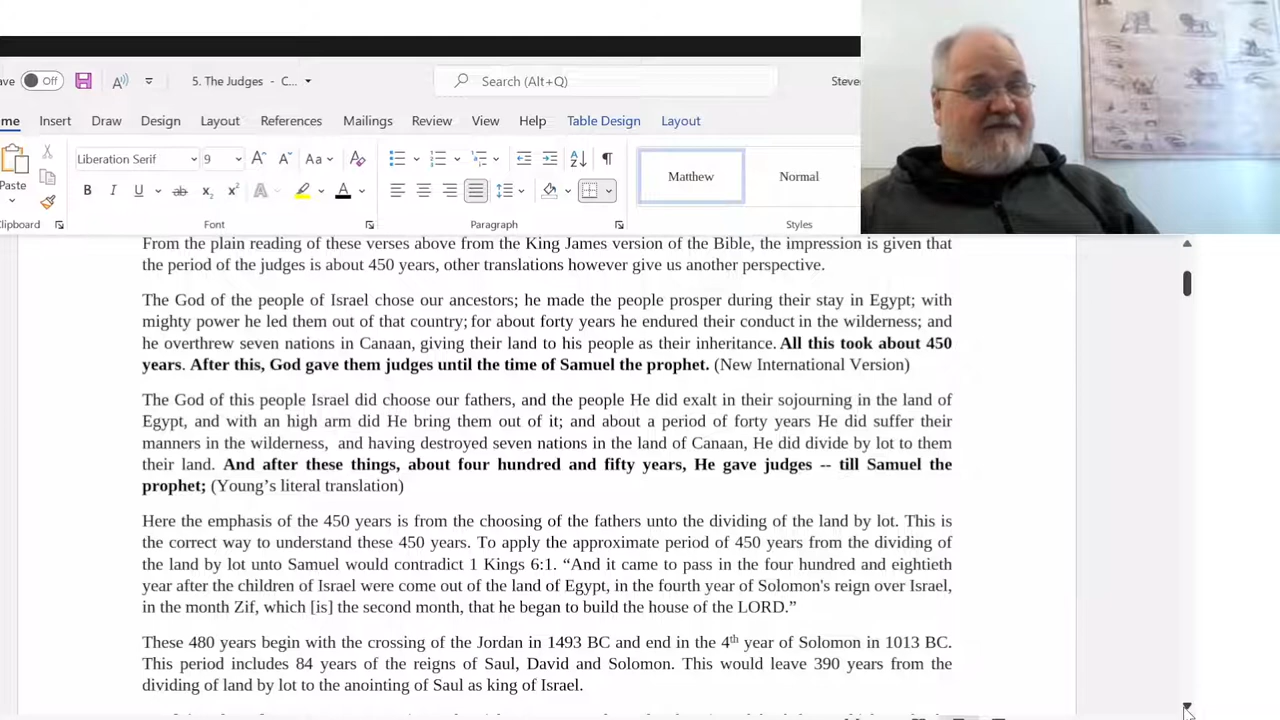 ave Off 5. The Judges - C... Search (Alt+Q) Steve
me Insert Draw Design Layout References Mailings Review View Help Table Design Layout
Paste Liberation Serif 9 A A Aa A
B I U ab x₂ x² A A Matthew Normal
Clipboard Font Paragraph Styles
From the plain reading of these verses above from the King James version of the Bible, the impression is given that
the period of the judges is about 450 years, other translations however give us another perspective.
The God of the people of Israel chose our ancestors; he made the people prosper during their stay in Egypt; with
mighty power he led them out of that country; for about forty years he endured their conduct in the wilderness; and
he overthrew seven nations in Canaan, giving their land to his people as their inheritance. All this took about 450
years. After this, God gave them judges until the time of Samuel the prophet. (New International Version)
The God of this people Israel did choose our fathers, and the people He did exalt in their sojourning in the land of
Egypt, and with an high arm did He bring them out of it; and about a period of forty years He did suffer their
manners in the wilderness, and having destroyed seven nations in the land of Canaan, He did divide by lot to them
their land. And after these things, about four hundred and fifty years, He gave judges -- till Samuel the
prophet; (Young's literal translation)
Here the emphasis of the 450 years is from the choosing of the fathers unto the dividing of the land by lot. This is
the correct way to understand these 450 years. To apply the approximate period of 450 years from the dividing of
the land by lot unto Samuel would contradict 1 Kings 6:1. “And it came to pass in the four hundred and eightieth
year after the children of Israel were come out of the land of Egypt, in the fourth year of Solomon's reign over Israel,
in the month Zif, which [is] the second month, that he began to build the house of the LORD.”
These 480 years begin with the crossing of the Jordan in 1493 BC and end in the 4th year of Solomon in 1013 BC.
This period includes 84 years of the reigns of Saul, David and Solomon. This would leave 390 years from the
dividing of land by lot to the anointing of Saul as king of Israel.